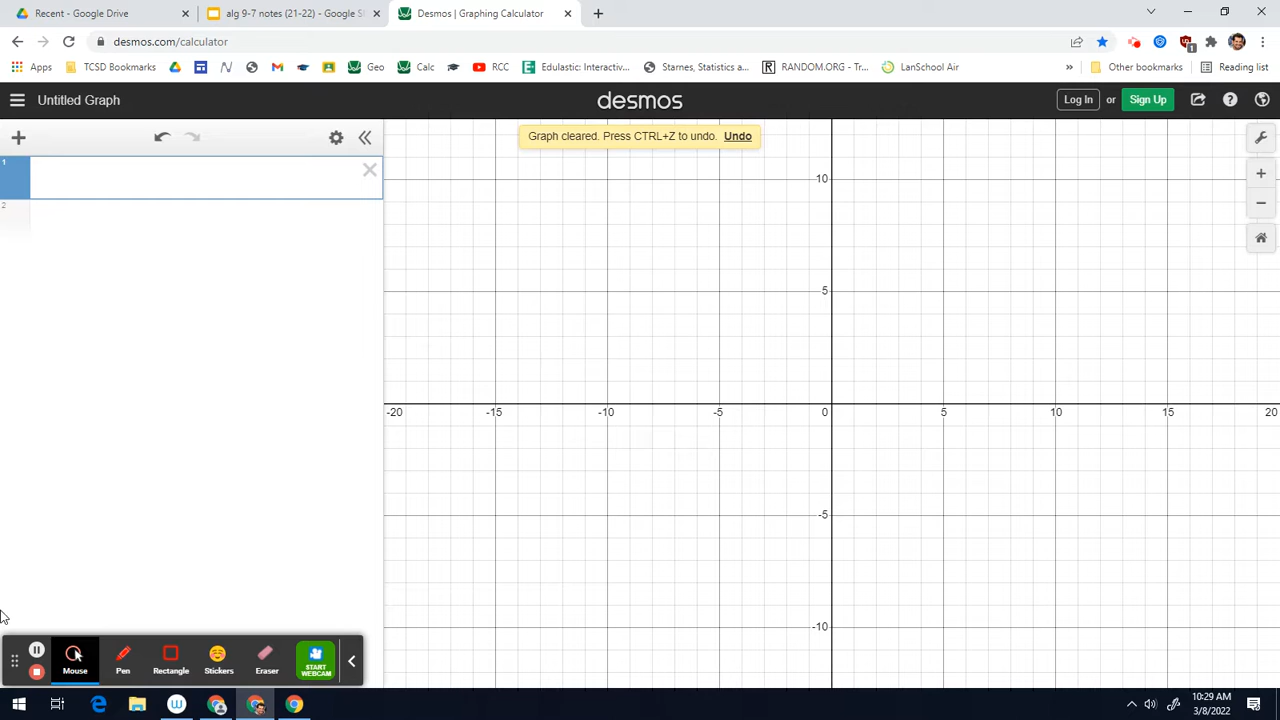 Recent - Google Drive
alg 9-7 notes (21-22) - Google Sl
Desmos | Graphing Calculator
desmos.com/calculator
1
Apps
TCSD Bookmarks
Geo
Calc
RCC
Edulastic: Interactiv...
Starnes, Statistics a...
RANDOM.ORG - Tr...
LanSchool Air
»
Other bookmarks
Reading list
Untitled Graph
desmos
Log In
or
Sign Up
Graph cleared. Press CTRL+Z to undo. Undo
1
2
10
5
-20
-15
-10
-5
0
5
10
15
20
-5
-10
Mouse
Pen
Rectangle
Stickers
Eraser
START
WEBCAM
10:29 AM
3/8/2022